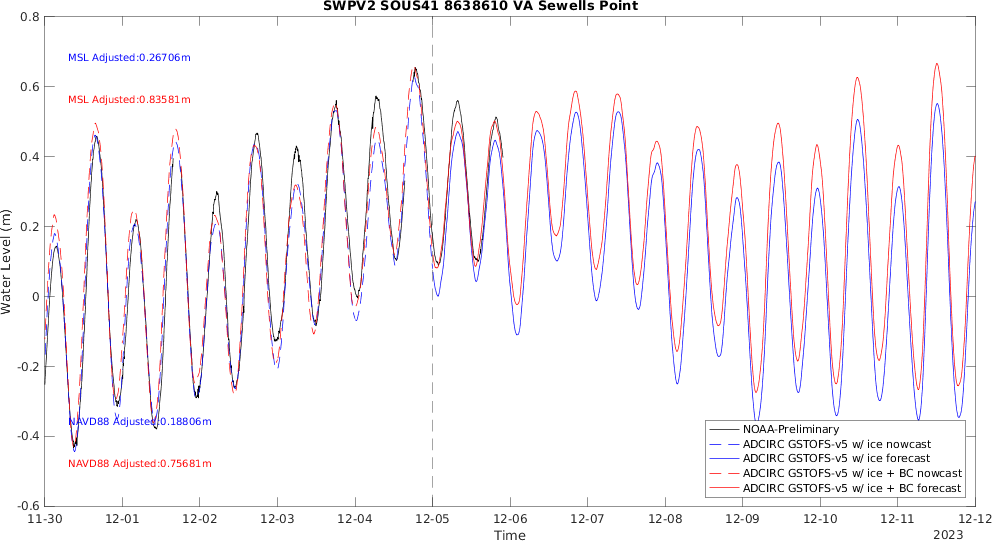 SWPV2 SOUS41 8638610 VA Sewells Point
0.8
MSL Adjusted:0.26706m
0.6
MSL Adjusted:0.83581m
0.4
0.2
Water Level (m)
0
-0.2
NAVD88 Adjusted:0.18806m
-0.4
NAVD88 Adjusted:0.75681m
-0.6
NOAA-Preliminary
ADCIRC GSTOFS-v5 w/ ice nowcast
ADCIRC GSTOFS-v5 w/ ice forecast
ADCIRC GSTOFS-v5 w/ ice + BC nowcast
ADCIRC GSTOFS-v5 w/ ice + BC forecast
11-30 12-01 12-02 12-03 12-04 12-05 12-06 12-07 12-08 12-09 12-10 12-11 12-12
Time
2023